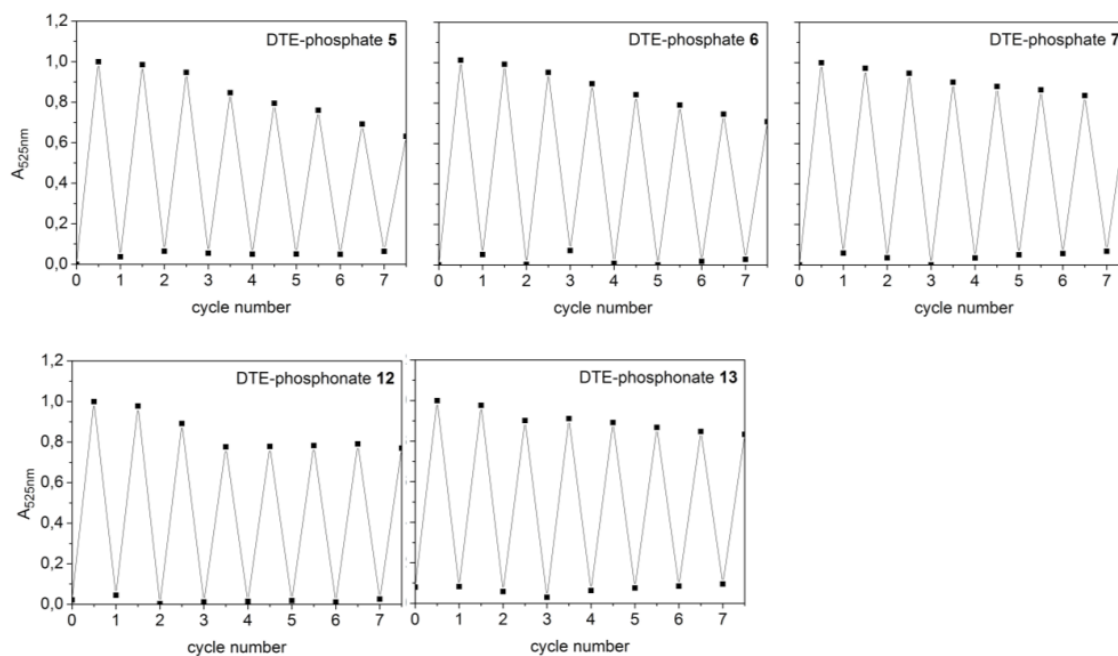 DTE-phosphate 5
DTE-phosphate 6
DTE-phosphate 7
1,2
1,0
0,8
0,6
0,4
0,2
0,0
A525nm
0 1 2 3 4 5 6 7
0 1 2 3 4 5 6 7
0 1 2 3 4 5 6 7
cycle number
cycle number
cycle number
DTE-phosphonate 12
DTE-phosphonate 13
1,2
1,0
0,8
0,6
0,4
0,2
0,0
A525nm
0 1 2 3 4 5 6 7
0 1 2 3 4 5 6 7
cycle number
cycle number